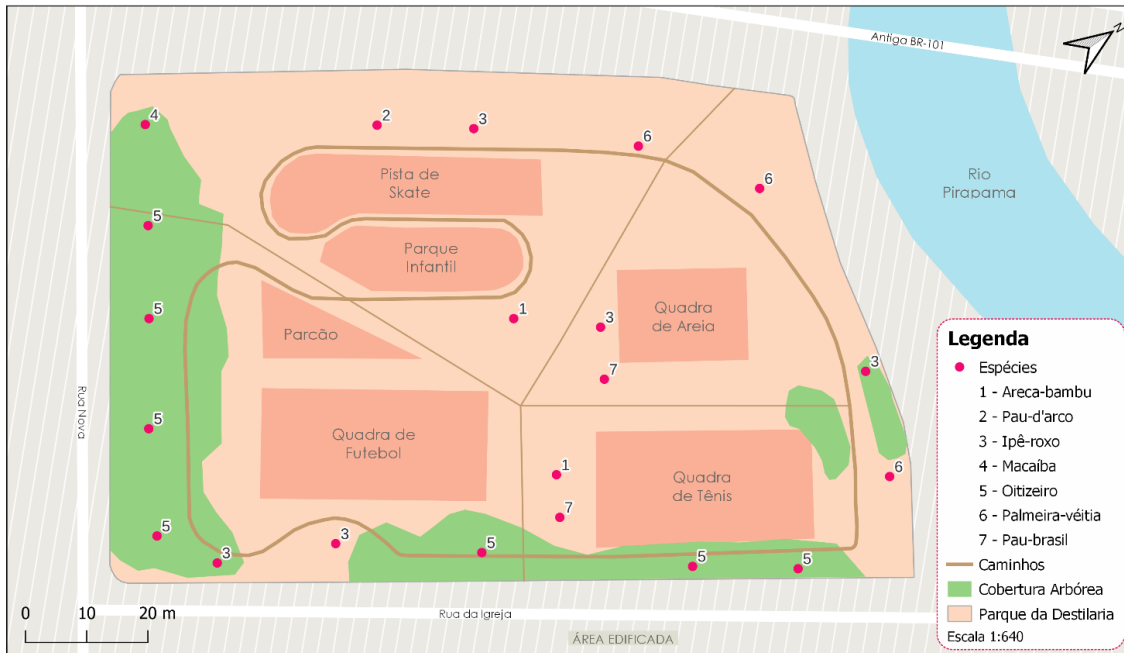 Antiga BR-101
N
4
2
3
6
6
Pista de
Skate
Rio
Pirapama
5
Parque
Infantil
5
1
3
Quadra
de Areia
Parcão
7
3
Rua Nova
5
Quadra de
Futebol
1
Quadra
de Tênis
6
7
5
3
3
5
5
5
Legenda
Espécies
1 - Areca-bambu
2 - Pau-d'arco
3 - Ipê-roxo
4 - Macaíba
5 - Oitizeiro
6 - Palmeira-véitia
7 - Pau-brasil
Caminhos
Cobertura Arbórea
Parque da Destilaria
Escala 1:640
0 10 20 m
Rua da Igreja
ÁREA EDIFICADA